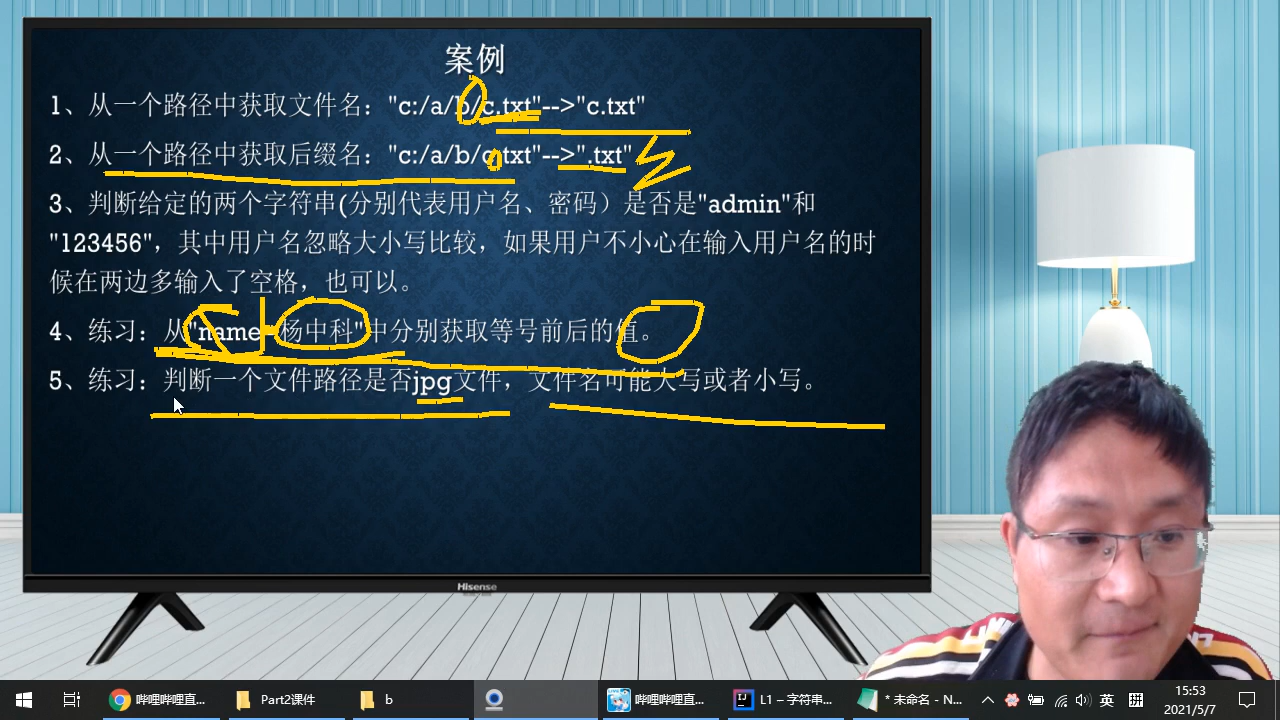 案例
1、从一个路径中获取文件名："c:/a/b/c.txt"-->"c.txt"
2、从一个路径中获取后缀名："c:/a/b/c.txt"-->".txt"
3、判断给定的两个字符串(分别代表用户名、密码）是否是"admin"和
"123456"，其中用户名忽略大小写比较，如果用户不小心在输入用户名的时
候在两边多输入了空格，也可以。
4、练习：从"name=杨中科"中分别获取等号前后的值。
5、练习：判断一个文件路径是否jpg文件，文件名可能大写或者小写。
Hisense
哔哩哔哩直... Part2课件 b 哔哩哔哩直... L1 – 字符串... * 未命名 - N... 英 拼 15:53
2021/5/7